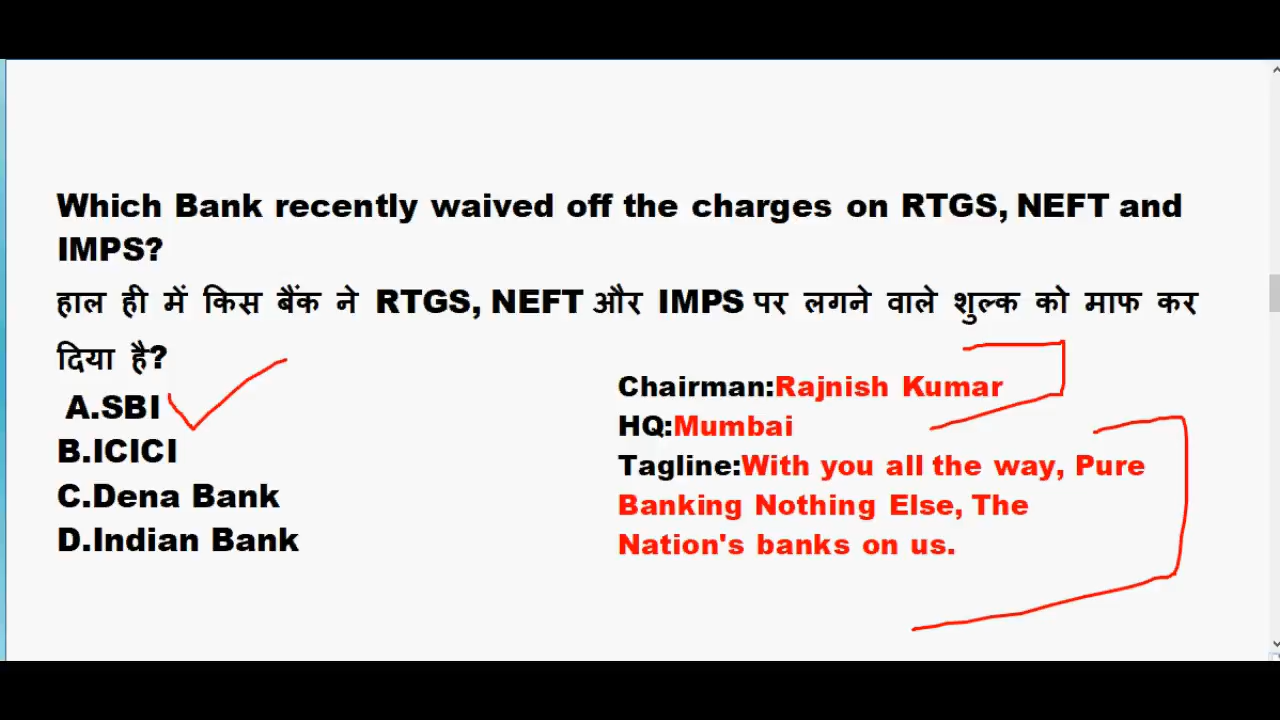 Which Bank recently waived off the charges on RTGS, NEFT and
IMPS?
हाल ही में किस बैंक ने RTGS, NEFT और IMPS पर लगने वाले शुल्क को माफ कर
दिया है?
A.SBI
B.ICICI
C.Dena Bank
D.Indian Bank
Chairman:Rajnish Kumar
HQ:Mumbai
Tagline:With you all the way, Pure
Banking Nothing Else, The
Nation's banks on us.